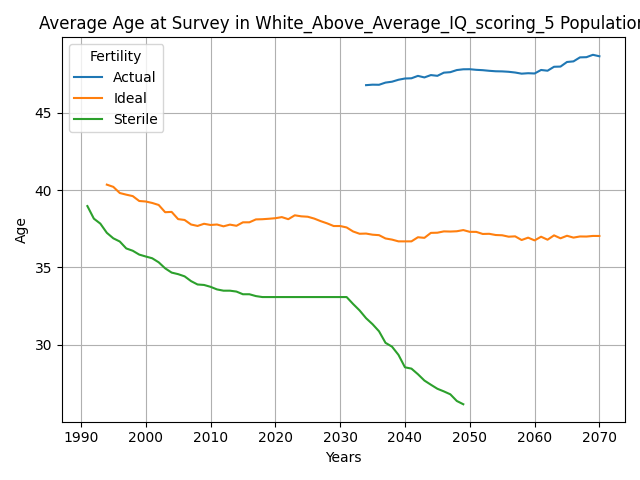 Average Age at Survey in White_Above_Average_IQ_scoring_5 Population
Fertility
Actual
Ideal
Sterile
Age
45
40
35
30
1990 2000 2010 2020 2030 2040 2050 2060 2070
Years